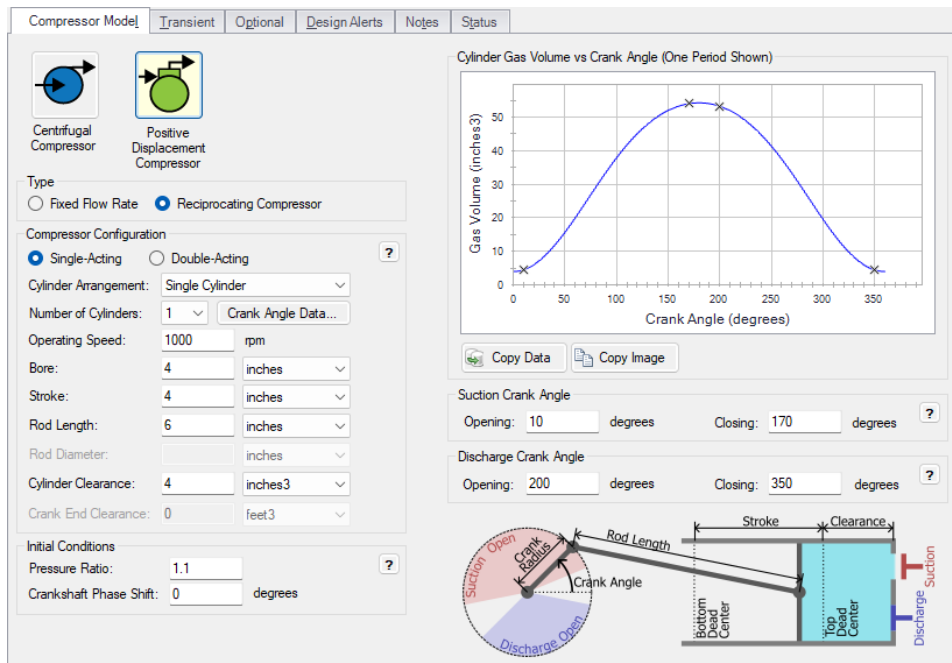 Compressor Model Transient Optional Design Alerts Notes Status
Centrifugal
Compressor
Positive
Displacement
Compressor
Type
Fixed Flow Rate Reciprocating Compressor
Compressor Configuration
?
Single-Acting Double-Acting
Cylinder Arrangement: Single Cylinder
Number of Cylinders: 1 Crank Angle Data...
Operating Speed: 1000 rpm
Bore: 4 inches
Stroke: 4 inches
Rod Length: 6 inches
Rod Diameter: inches
Cylinder Clearance: 4 inches3
Crank End Clearance: 0 feet3
Initial Conditions
Pressure Ratio: 1.1 ?
Crankshaft Phase Shift: 0 degrees
Cylinder Gas Volume vs Crank Angle (One Period Shown)
Gas Volume (inches3)
50
40
30
20
10
0
0 50 100 150 200 250 300 350
Crank Angle (degrees)
Copy Data Copy Image
Suction Crank Angle
Opening: 10 degrees Closing: 170 degrees ?
Discharge Crank Angle
Opening: 200 degrees Closing: 350 degrees ?
Suction Open
Crank
Radius
Rod Length
Crank Angle
Discharge Open
Stroke Clearance
Bottom
Dead
Center
Top
Dead
Center
Suction
Discharge